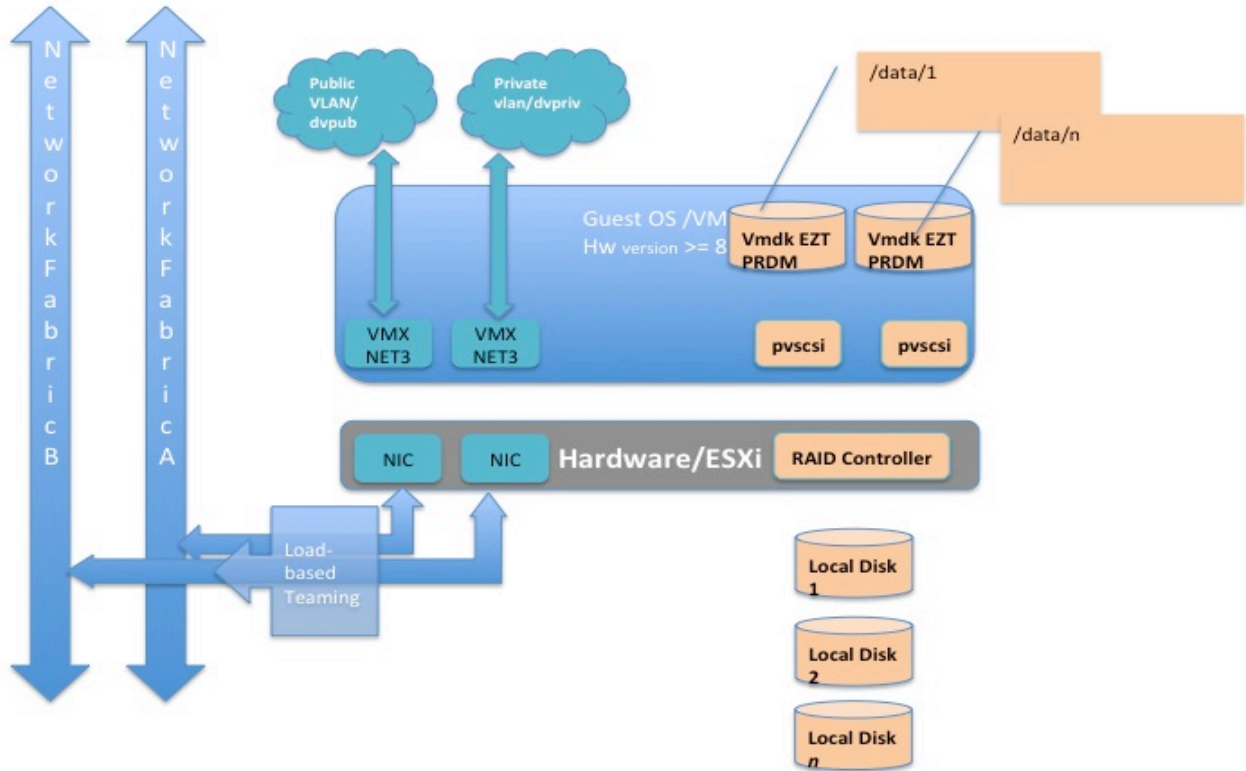 NetworkFabricB
NetworkFabricA
Public
VLAN/
dvpub
Private
vlan/dvpriv
/data/1
/data/n
Guest OS /VM
Hw version >= 8
Vmdk EZT
PRDM
Vmdk EZT
PRDM
VMX
NET3
VMX
NET3
pvscsi
pvscsi
NIC
NIC
Hardware/ESXi
RAID Controller
Load-
based
Teaming
Local Disk
1
Local Disk
2
Local Disk
n